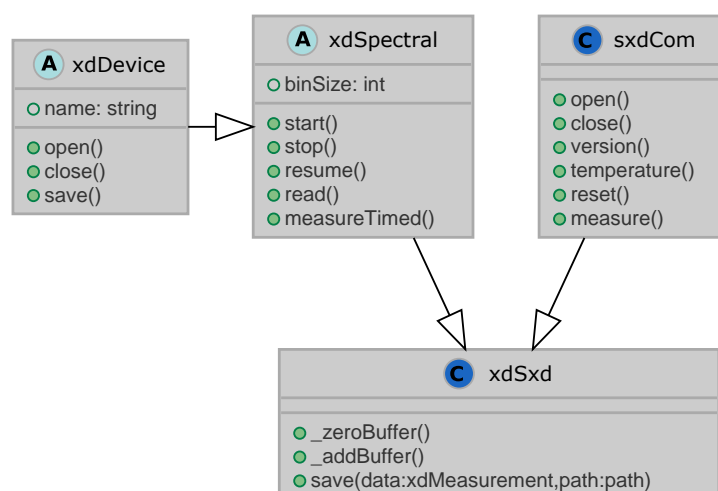 A xdDevice
name: string
open()
close()
save()
A xdSpectral
binSize: int
start()
stop()
resume()
read()
measureTimed()
C sxdCom
open()
close()
version()
temperature()
reset()
measure()
C xdSxd
_zeroBuffer()
_addBuffer()
save(data:xdMeasurement,path:path)